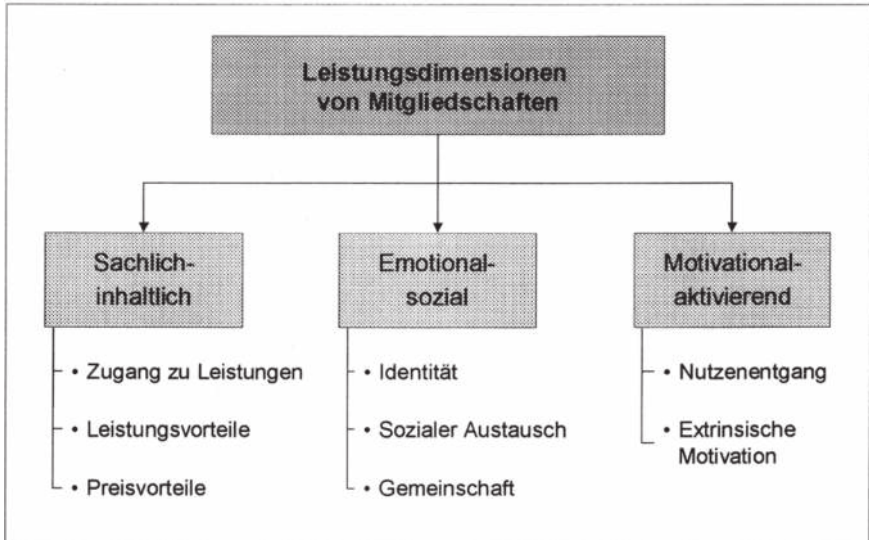 Leistungsdimensionen
von Mitgliedschaften
Sachlich-
inhaltlich
• Zugang zu Leistungen
• Leistungsvorteile
• Preisvorteile
Emotional-
sozial
• Identität
• Sozialer Austausch
• Gemeinschaft
Motivational-
aktivierend
• Nutzenentgang
• Extrinsische
Motivation